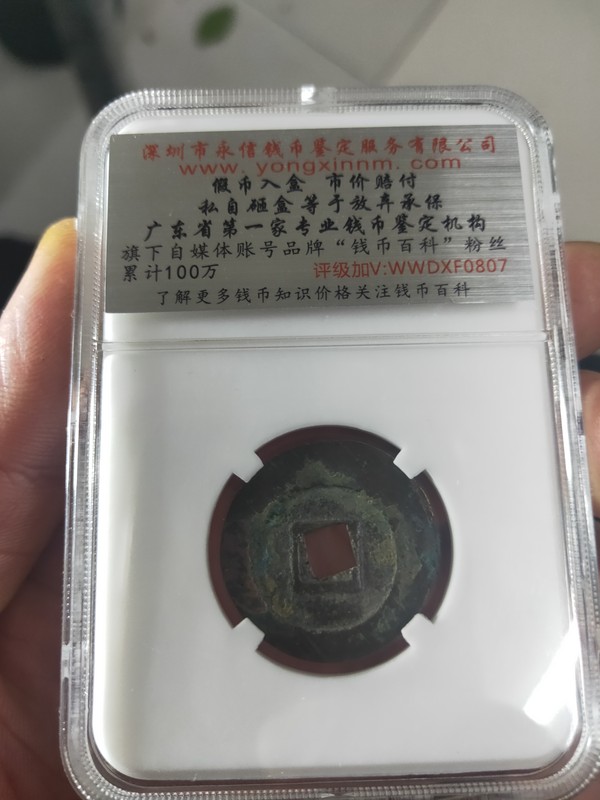 深圳市永信钱币鉴定服务有限公司
www.yongxinnm.com
假币入盒 市价赔付
私自砸盒等于放弃承保
广东省第一家专业钱币鉴定机构
旗下自媒体账号品牌“钱币百科”粉丝
累计100万 评级加V:WWDXF0807
了解更多钱币知识价格关注钱币百科